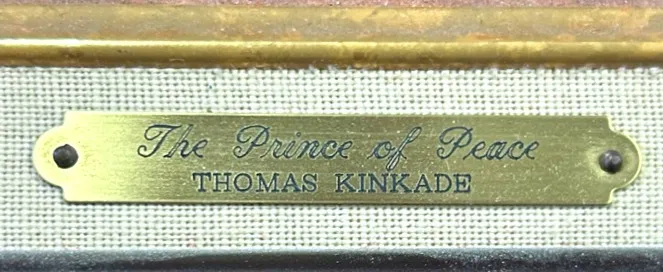 The Prince of Peace
THOMAS KINKADE